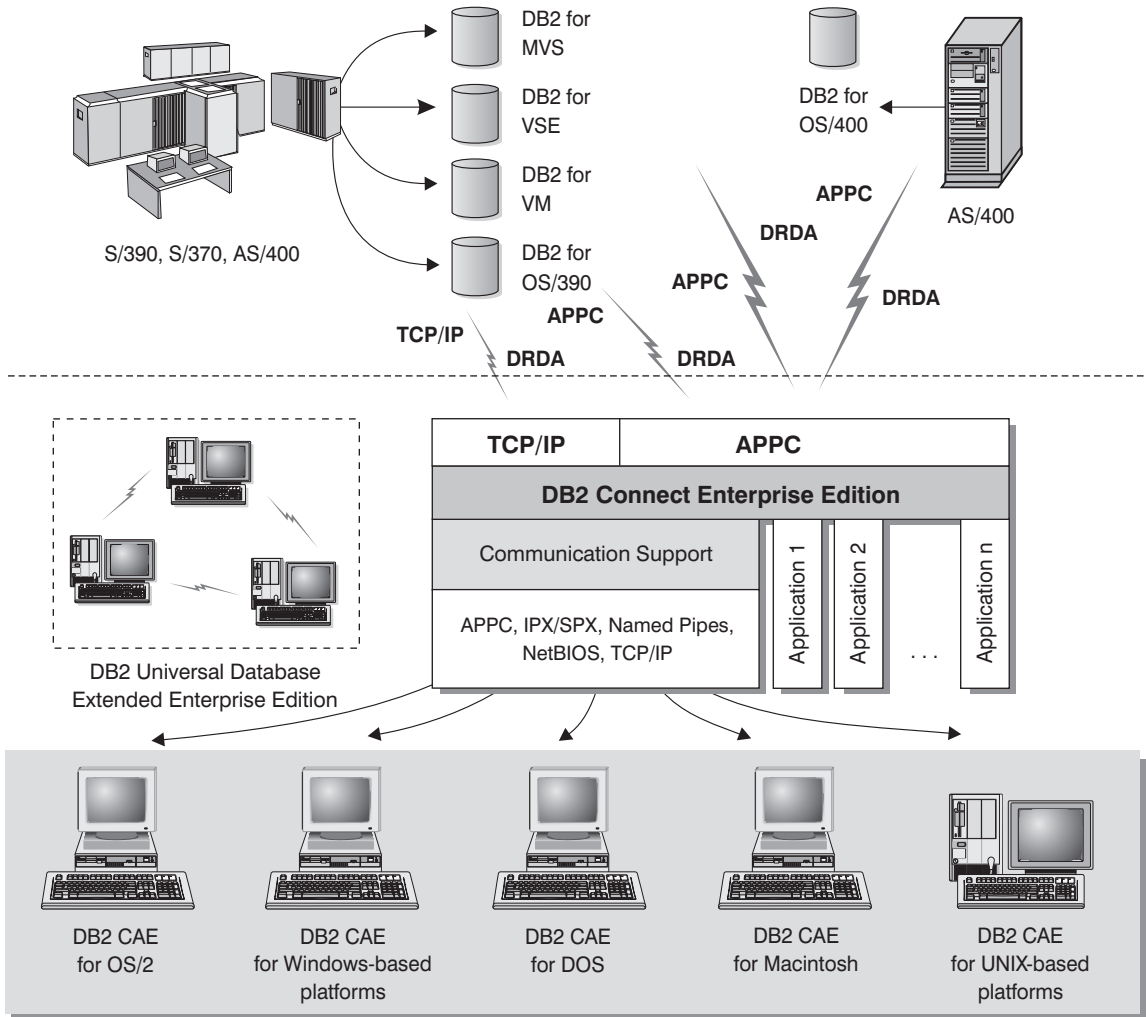 DB2 for
MVS
DB2 for
VSE
DB2 for
VM
DB2 for
OS/390
S/390, S/370, AS/400
DB2 for
OS/400
AS/400
TCP/IP
DRDA
APPC
DRDA
APPC
DRDA
APPC
DRDA
TCP/IP
APPC
DB2 Connect Enterprise Edition
Communication Support
APPC, IPX/SPX, Named Pipes,
NetBIOS, TCP/IP
Application 1
Application 2
. . .
Application n
DB2 Universal Database
Extended Enterprise Edition
DB2 CAE
for OS/2
DB2 CAE
for Windows-based
platforms
DB2 CAE
for DOS
DB2 CAE
for Macintosh
DB2 CAE
for UNIX-based
platforms